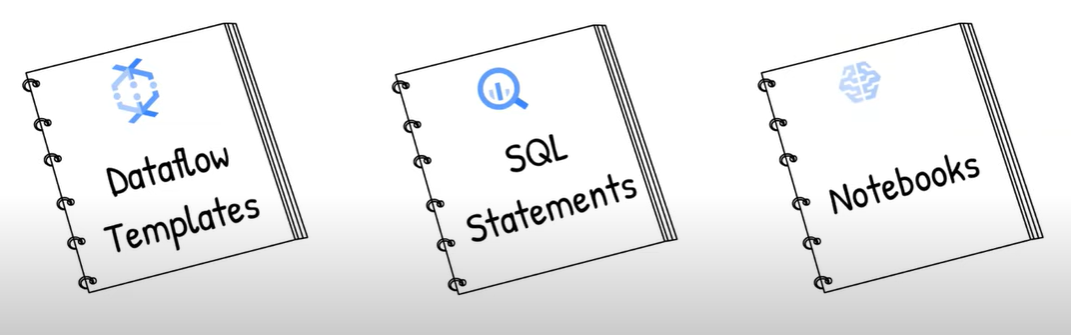 Dataflow
Templates
SQL
Statements
Notebooks